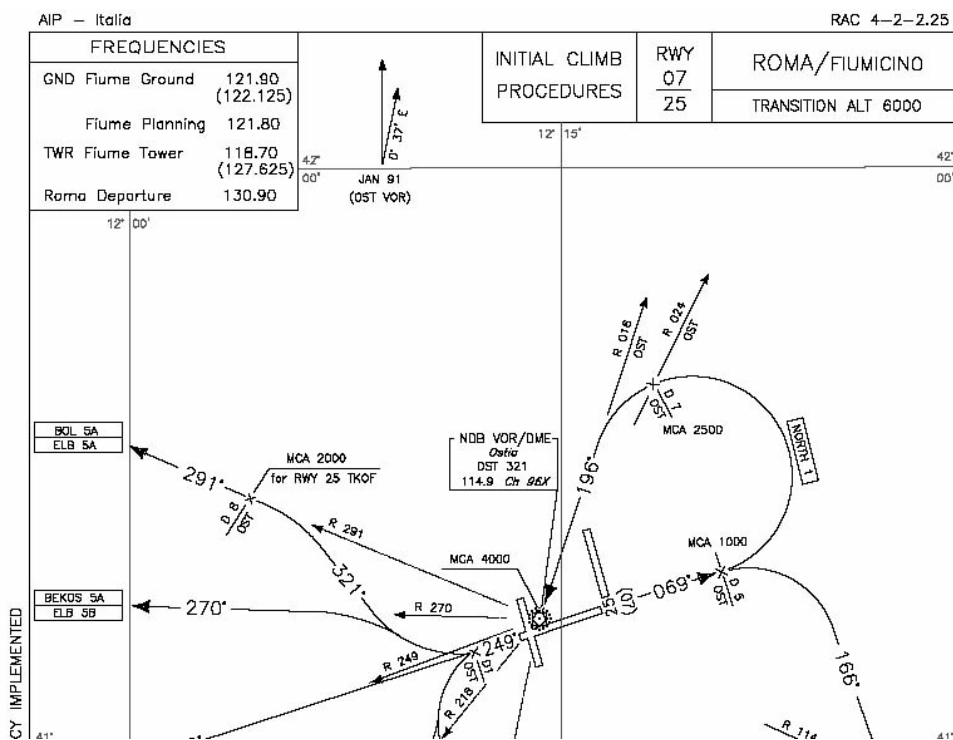 AIP – Italia
RAC 4–2–2.25
FREQUENCIES
GND Fiume Ground 121.90
(122.125)
Fiume Planning 121.80
TWR Fiume Tower 118.70
(127.625)
Roma Departure 130.90
0° 37' E
JAN 91
(OST VOR)
INITIAL CLIMB
PROCEDURES
RWY
07
25
ROMA/FIUMICINO
TRANSITION ALT 6000
12° 15'
42°
00'
42°
00'
12° 00'
R 016
OST
R 024
OST
D 7
OST
MCA 2500
NORTH 1
196°
BOL 5A
ELB 5A
291°
MCA 2000
for RWY 25 TKOF
D 8
OST
NDB VOR/DME
Ostia
OST 321
114.9 Ch 96X
R 291
321°
MCA 4000
MCA 1000
069°
D 5
OST
25
(07)
BEKOS 5A
ELB 5B
270°
R 270
249°
R 249
D1
OST
R 218
166°
R 114
CY IMPLEMENTED
41°
41°